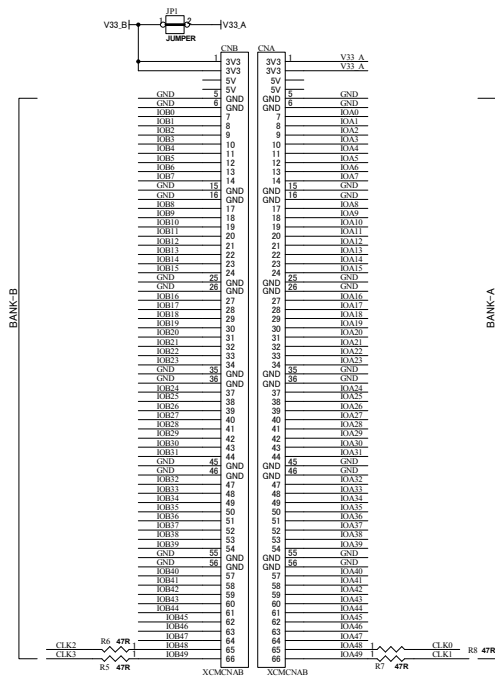 JP1
V33_B 1 2 V33_A
JUMPER
CNB CNA
1 3V3 3V3 1 V33_A
3V3 3V3 V33_A
5V 5V
5V 5V
GND 5 GND GND 5 GND
GND 6 GND GND 6 GND
IOB0 7 7 IOA0
IOB1 8 8 IOA1
IOB2 9 9 IOA2
IOB3 10 10 IOA3
IOB4 11 11 IOA4
IOB5 12 12 IOA5
IOB6 13 13 IOA6
IOB7 14 14 IOA7
GND 15 GND GND 15 GND
GND 16 GND GND 16 GND
IOB8 17 17 IOA8
IOB9 18 18 IOA9
IOB10 19 19 IOA10
IOB11 20 20 IOA11
IOB12 21 21 IOA12
IOB13 22 22 IOA13
IOB14 23 23 IOA14
IOB15 24 24 IOA15
GND 25 GND GND 25 GND
GND 26 GND GND 26 GND
IOB16 27 27 IOA16
IOB17 28 28 IOA17
IOB18 29 29 IOA18
IOB19 30 30 IOA19
IOB20 31 31 IOA20
IOB21 32 32 IOA21
IOB22 33 33 IOA22
IOB23 34 34 IOA23
GND 35 GND GND 35 GND
GND 36 GND GND 36 GND
IOB24 37 37 IOA24
IOB25 38 38 IOA25
IOB26 39 39 IOA26
IOB27 40 40 IOA27
IOB28 41 41 IOA28
IOB29 42 42 IOA29
IOB30 43 43 IOA30
IOB31 44 44 IOA31
GND 45 GND GND 45 GND
GND 46 GND GND 46 GND
IOB32 47 47 IOA32
IOB33 48 48 IOA33
IOB34 49 49 IOA34
IOB35 50 50 IOA35
IOB36 51 51 IOA36
IOB37 52 52 IOA37
IOB38 53 53 IOA38
IOB39 54 54 IOA39
GND 55 GND GND 55 GND
GND 56 GND GND 56 GND
IOB40 57 57 IOA40
IOB41 58 58 IOA41
IOB42 59 59 IOA42
IOB43 60 60 IOA43
IOB44 61 61 IOA44
IOB45 62 62 IOA45
IOB46 63 63 IOA46
IOB47 64 64 IOA47
CLK2 R6 47R 1 IOB48 65 65 IOA48 1 CLK0 R8 47R
CLK3 1 IOB49 66 66 IOA49 1 CLK1
R5 47R R7 47R
XCMCNAB XCMCNAB
BANK-B
BANK-A